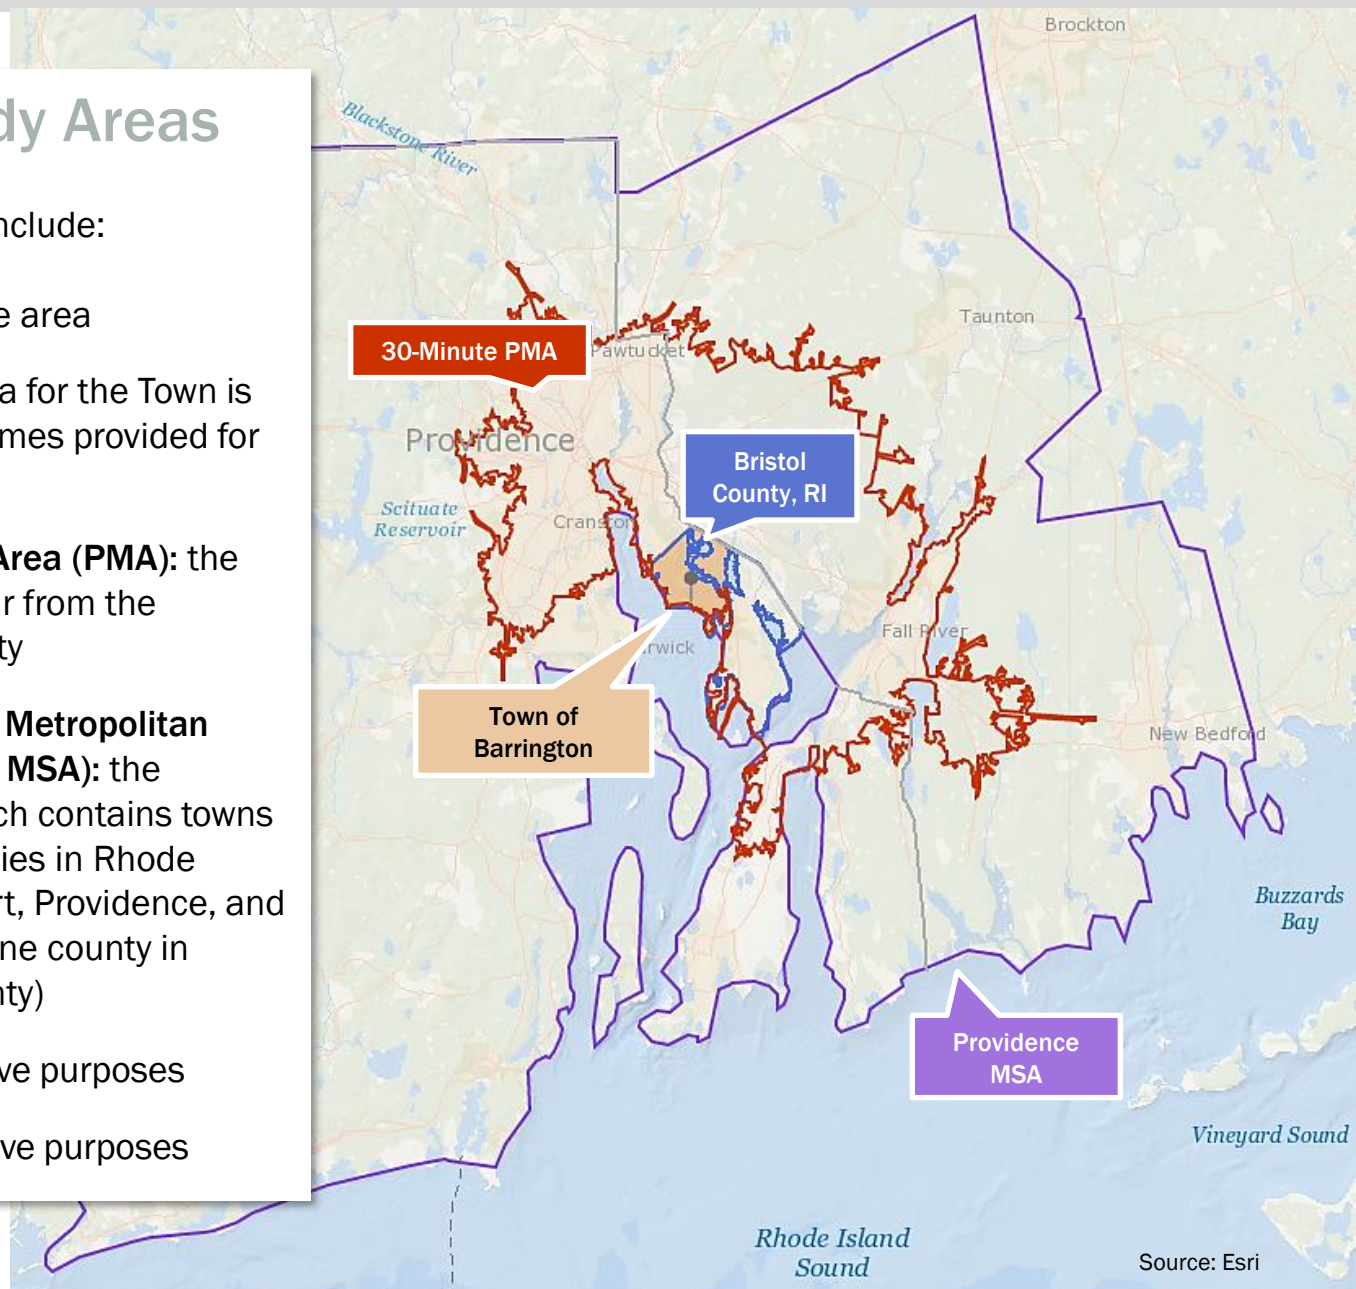 dy Areas
nclude:
e area
a for the Town is
mes provided for
Area (PMA): the
r from the
ty
Metropolitan
MSA): the
ch contains towns
ies in Rhode
rt, Providence, and
ne county in
nty)
ve purposes
ve purposes
Brockton
Blackstone River
Taunton
30-Minute PMA
Pawtucket
Providence
Bristol
County, RI
Scituate
Reservoir
Cranston
Fall River
rwick
Town of
Barrington
New Bedford
Buzzards
Bay
Providence
MSA
Vineyard Sound
Rhode Island
Sound
Source: Esri